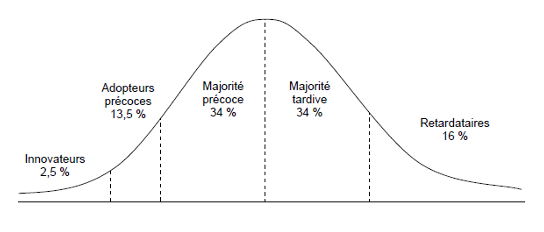 Innovateurs
2,5 %
Adopteurs
précoces
13,5 %
Majorité
précoce
34 %
Majorité
tardive
34 %
Retardataires
16 %